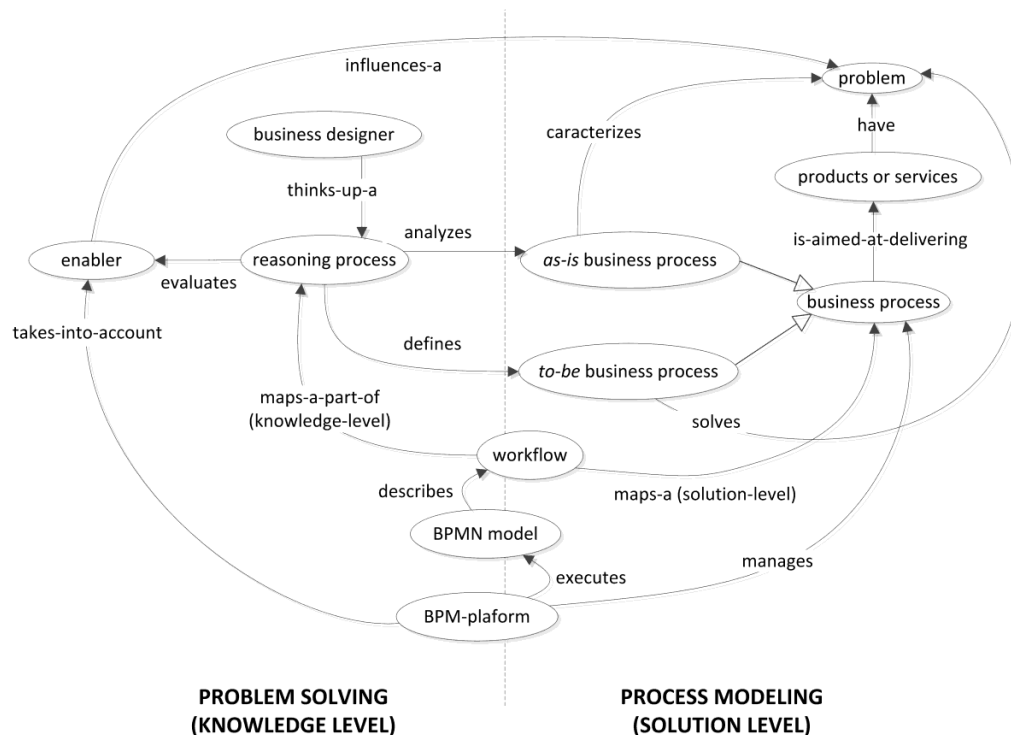 influences-a
problem
caracterizes
have
business designer
products or services
thinks-up-a
analyzes
is-aimed-at-delivering
enabler
reasoning process
as-is business process
evaluates
business process
takes-into-account
defines
to-be business process
maps-a-part-of
(knowledge-level)
solves
workflow
describes
maps-a (solution-level)
BPMN model
executes
manages
BPM-plaform
PROBLEM SOLVING
(KNOWLEDGE LEVEL)
PROCESS MODELING
(SOLUTION LEVEL)